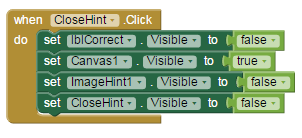 when CloseHint .Click
do set lblCorrect . Visible to false
set Canvas1 . Visible to true
set ImageHint1 . Visible to false
set CloseHint . Visible to false